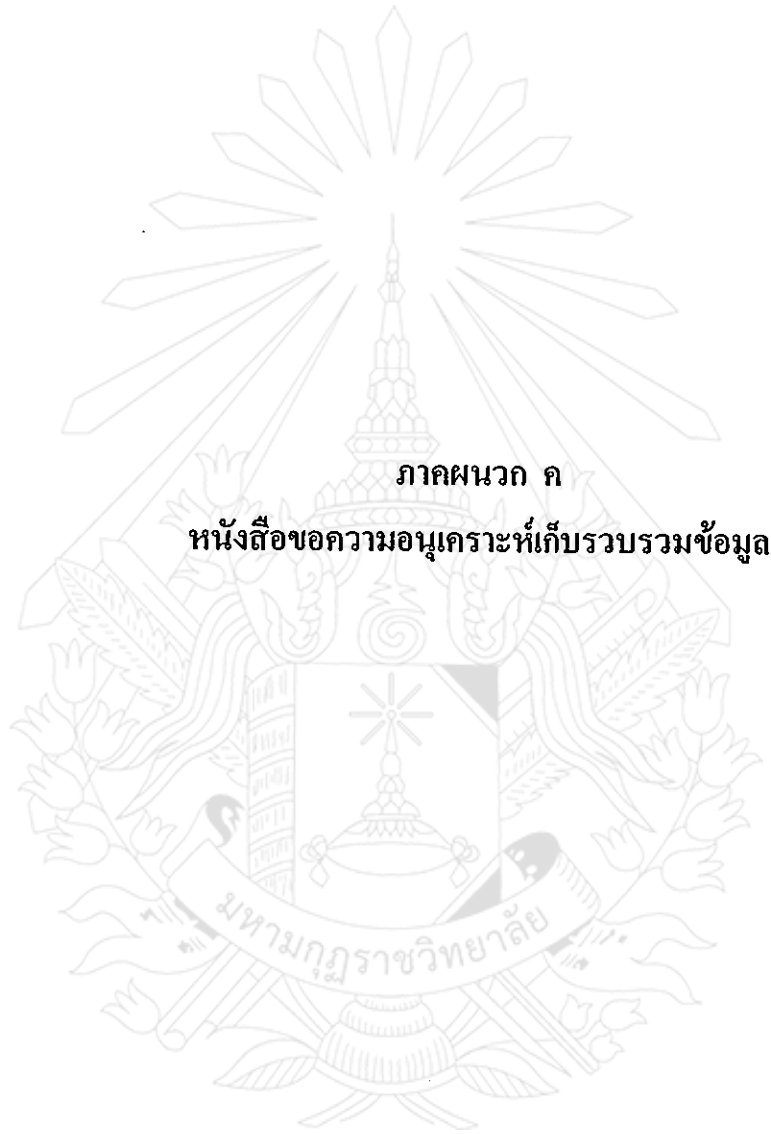 ภาคผนวก ค
หนังสือขอความอนุเคราะห์เก็บรวบรวมข้อมูล
มหามกุฏราชวิทยาลัย